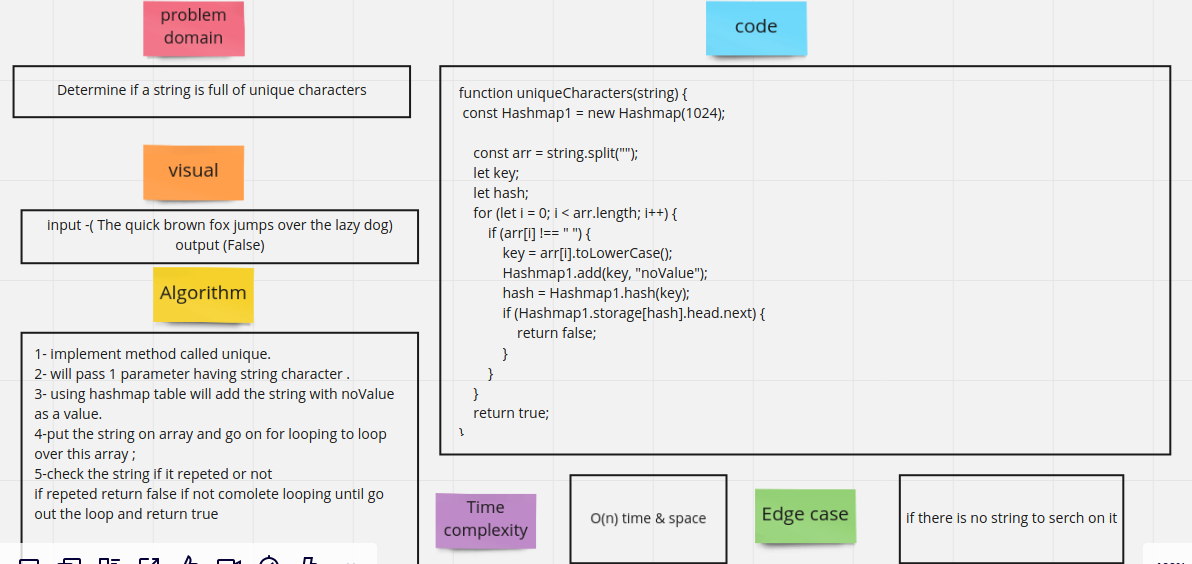 problem
domain
Determine if a string is full of unique characters
visual
input -( The quick brown fox jumps over the lazy dog)
output (False)
Algorithm
1- implement method called unique.
2- will pass 1 parameter having string character .
3- using hashmap table will add the string with noValue
as a value.
4-put the string on array and go on for looping to loop
over this array ;
5-check the string if it repeted or not
if repeted return false if not comolete looping until go
out the loop and return true
code
function uniqueCharacters(string) {
const Hashmap1 = new Hashmap(1024);
const arr = string.split("");
let key;
let hash;
for (let i = 0; i < arr.length; i++) {
if (arr[i] !== " ") {
key = arr[i].toLowerCase();
Hashmap1.add(key, "noValue");
hash = Hashmap1.hash(key);
if (Hashmap1.storage[hash].head.next) {
return false;
}
}
}
return true;
}
Time
complexity
O(n) time & space
Edge case
if there is no string to serch on it